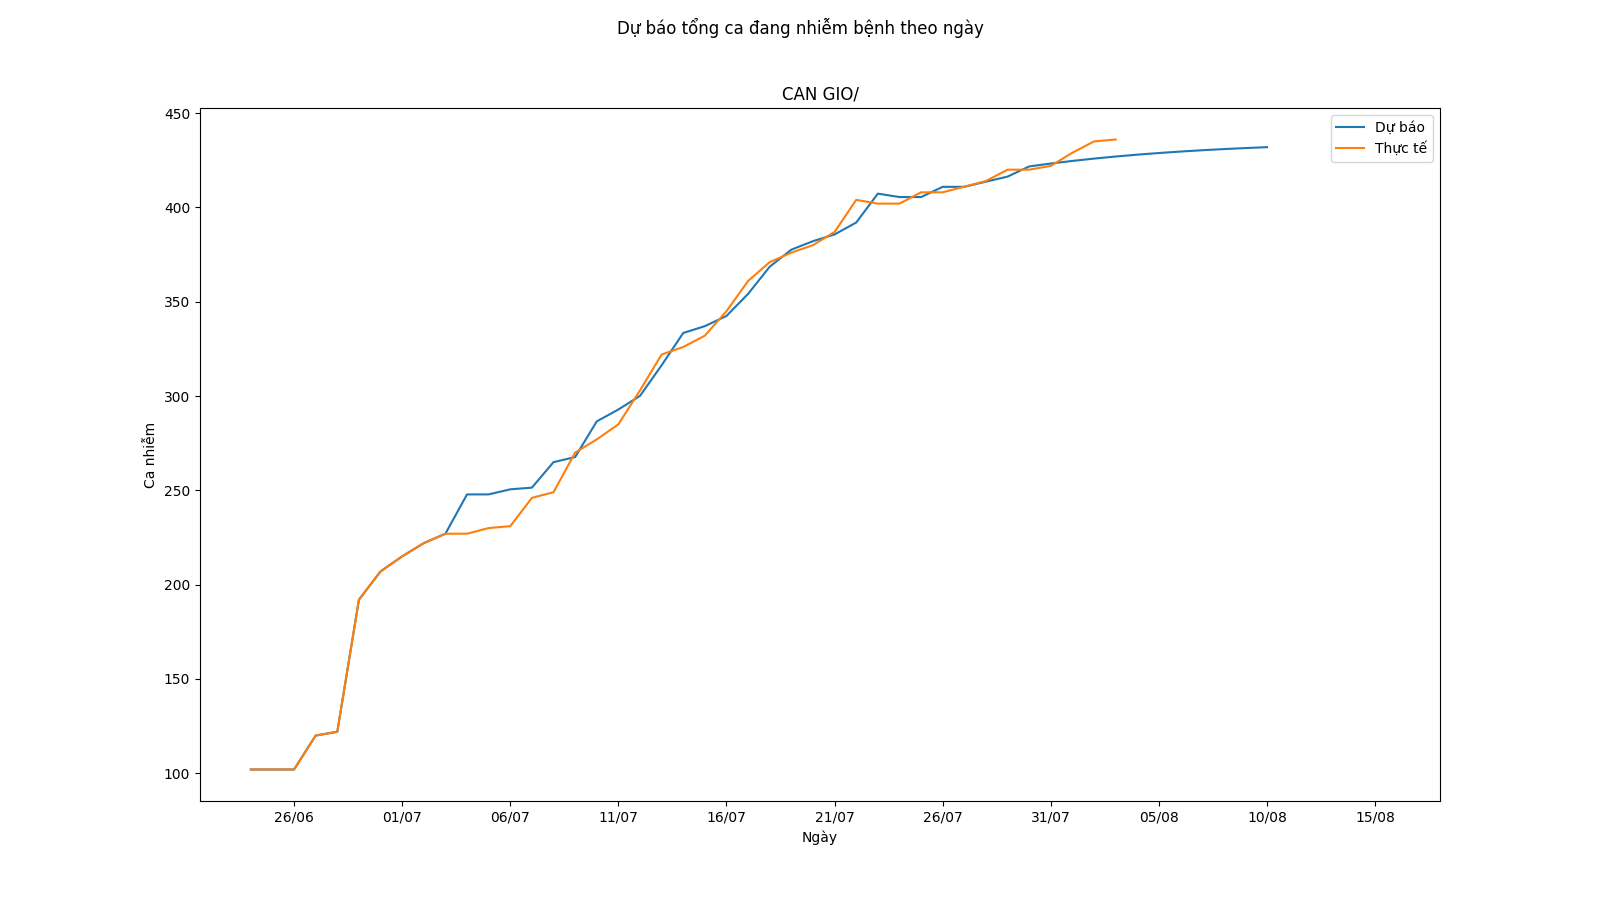 Dự báo tổng ca đang nhiễm bệnh theo ngày
CAN GIO/
450
400
350
300
250
200
150
100
Ca nhiễm
Dự báo
Thực tế
26/06 01/07 06/07 11/07 16/07 21/07 26/07 31/07 05/08 10/08 15/08
Ngày